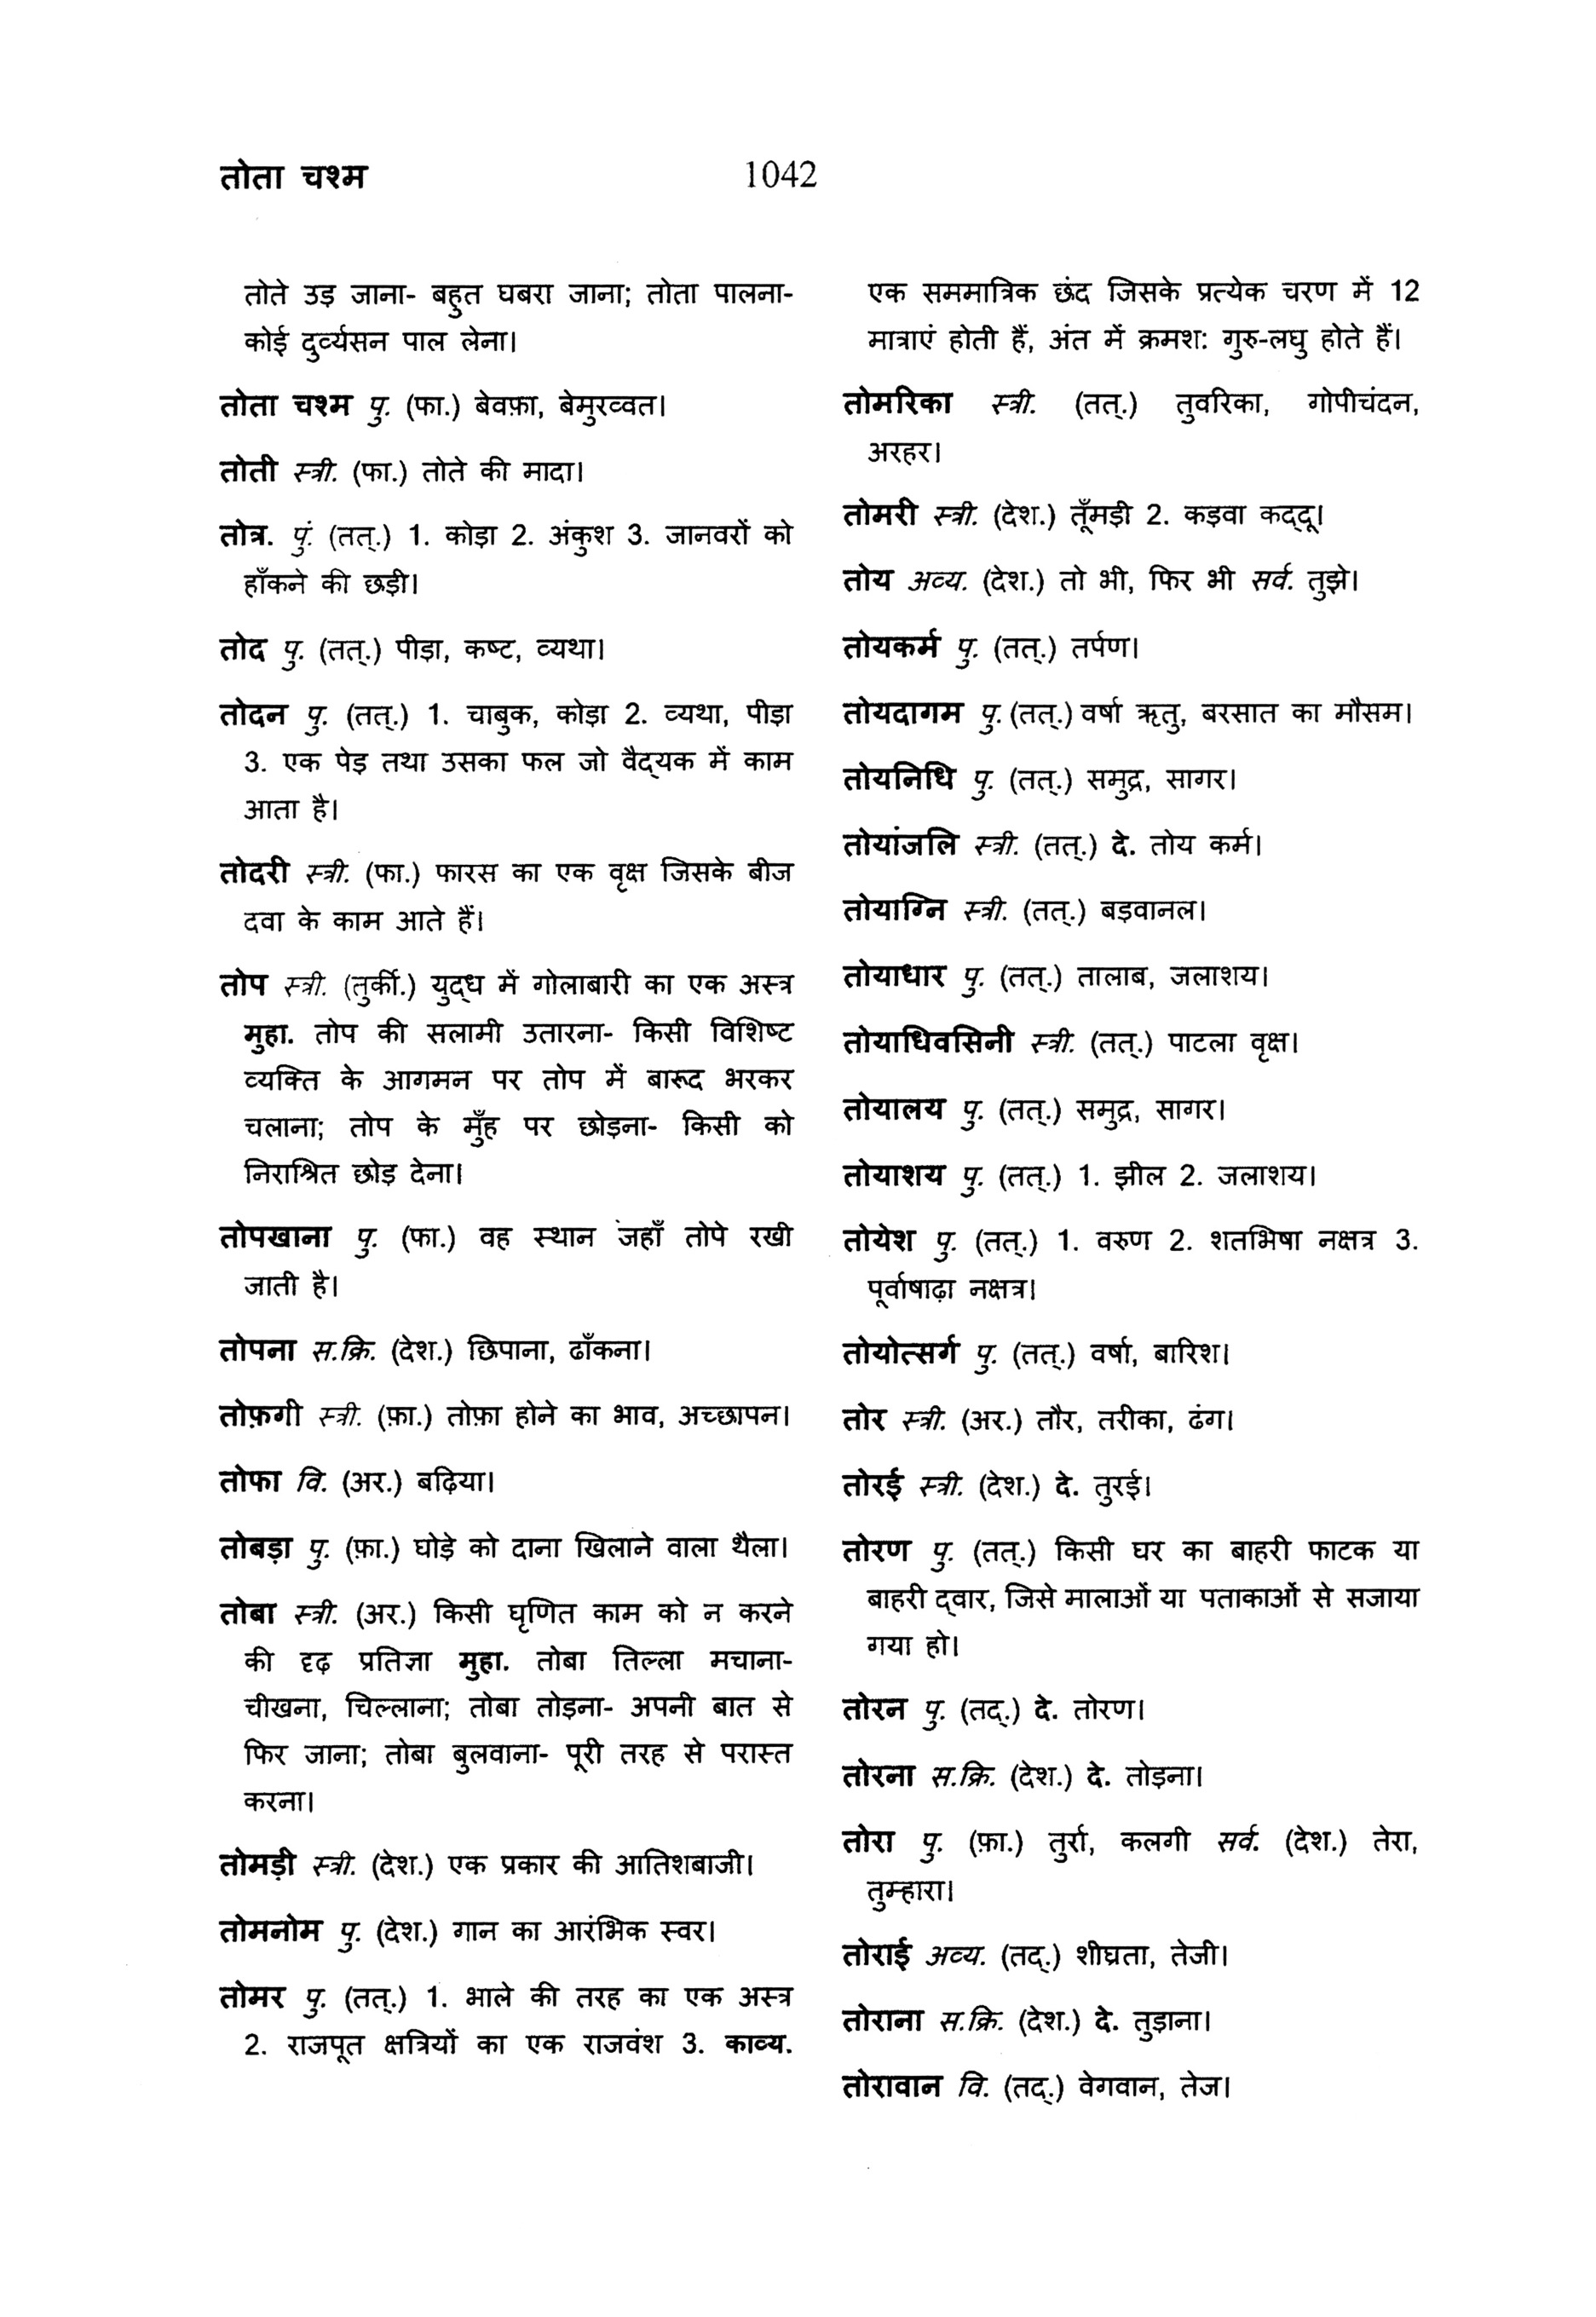 तोता चश्म
1042
तोते उड़ जाना- बहुत घबरा जाना; तोता पालना-
कोई दुर्व्यसन पाल लेना।
तोता चश्म पु. (फा.) बेवफ़ा, बेमुरव्वत।
तोती स्त्री. (फा.) तोते की मादा।
तोत्र. पुं. (तत्.) 1. कोड़ा 2. अंकुश 3. जानवरों को
हाँकने की छड़ी।
तोद पु. (तत्.) पीड़ा, कष्ट, व्यथा।
तोदन पु. (तत्.) 1. चाबुक, कोड़ा 2. व्यथा, पीड़ा
3. एक पेड़ तथा उसका फल जो वैद्‌यक में काम
आता है।
तोदरी स्त्री. (फा.) फारस का एक वृक्ष जिसके बीज
दवा के काम आते हैं।
तोप स्त्री. (तुर्की.) युद्‌ध में गोलाबारी का एक अस्त्र
मुहा. तोप की सलामी उतारना- किसी विशिष्ट
व्यक्ति के आगमन पर तोप में बारूद भरकर
चलाना; तोप के मुँह पर छोड़ना- किसी को
निराश्रित छोड़ देना।
तोपखाना पु. (फा.) वह स्थान जहाँ तोपे रखी
जाती है।
तोपना स.क्रि. (देश.) छिपाना, ढाँकना।
तोफ़गी स्त्री. (फ़ा.) तोफ़ा होने का भाव, अच्छापन।
तोफा वि. (अर.) बढ़िया।
तोबड़ा पु. (फ़ा.) घोड़े को दाना खिलाने वाला थैला।
तोबा स्त्री. (अर.) किसी घृणित काम को न करने
की दृढ़ प्रतिज्ञा मुहा. तोबा तिल्ला मचाना-
चीखना, चिल्लाना; तोबा तोड़ना- अपनी बात से
फिर जाना; तोबा बुलवाना- पूरी तरह से परास्त
करना।
तोमड़ी स्त्री. (देश.) एक प्रकार की आतिशबाजी।
तोमनोम पु. (देश.) गान का आरंभिक स्वर।
तोमर पु. (तत्.) 1. भाले की तरह का एक अस्त्र
2. राजपूत क्षत्रियों का एक राजवंश 3. काव्य.
एक सममात्रिक छंद जिसके प्रत्येक चरण में 12
मात्राएं होती हैं, अंत में क्रमश: गुरु-लघु होते हैं।
तोमरिका स्त्री. (तत्.) तुवरिका, गोपीचंदन,
अरहर।
तोमरी स्त्री. (देश.) तूँमड़ी 2. कड़वा कद्‌दू।
तोय अव्य. (देश.) तो भी, फिर भी सर्व. तुझे।
तोयकर्म पु. (तत्.) तर्पण।
तोयदागम पु. (तत्.) वर्षा ऋतु, बरसात का मौसम।
तोयनिधि पु. (तत्.) समुद्र, सागर।
तोयांजलि स्त्री. (तत्.) दे. तोय कर्म।
तोयाग्नि स्त्री. (तत्.) बड़वानल।
तोयाधार पु. (तत्.) तालाब, जलाशय।
तोयाधिवसिनी स्त्री. (तत्.) पाटला वृक्ष।
तोयालय पु. (तत्.) समुद्र, सागर।
तोयाशय पु. (तत्.) 1. झील 2. जलाशय।
तोयेश पु. (तत्.) 1. वरुण 2. शतभिषा नक्षत्र 3.
पूर्वाषाढ़ा नक्षत्र।
तोयोत्सर्ग पु. (तत्.) वर्षा, बारिश।
तोर स्त्री. (अर.) तौर, तरीका, ढंग।
तोरई स्त्री. (देश.) दे. तुरई।
तोरण पु. (तत्.) किसी घर का बाहरी फाटक या
बाहरी द्‌वार, जिसे मालाओं या पताकाओं से सजाया
गया हो।
तोरन पु. (तद्.) दे. तोरण।
तोरना स.क्रि. (देश.) दे. तोड़ना।
तोरा पु. (फ़ा.) तुर्रा, कलगी सर्व. (देश.) तेरा,
तुम्हारा।
तोराई अव्य. (तद्.) शीघ्रता, तेजी।
तोराना स.क्रि. (देश.) दे. तुड़ाना।
तोरावान वि. (तद्.) वेगवान, तेज।